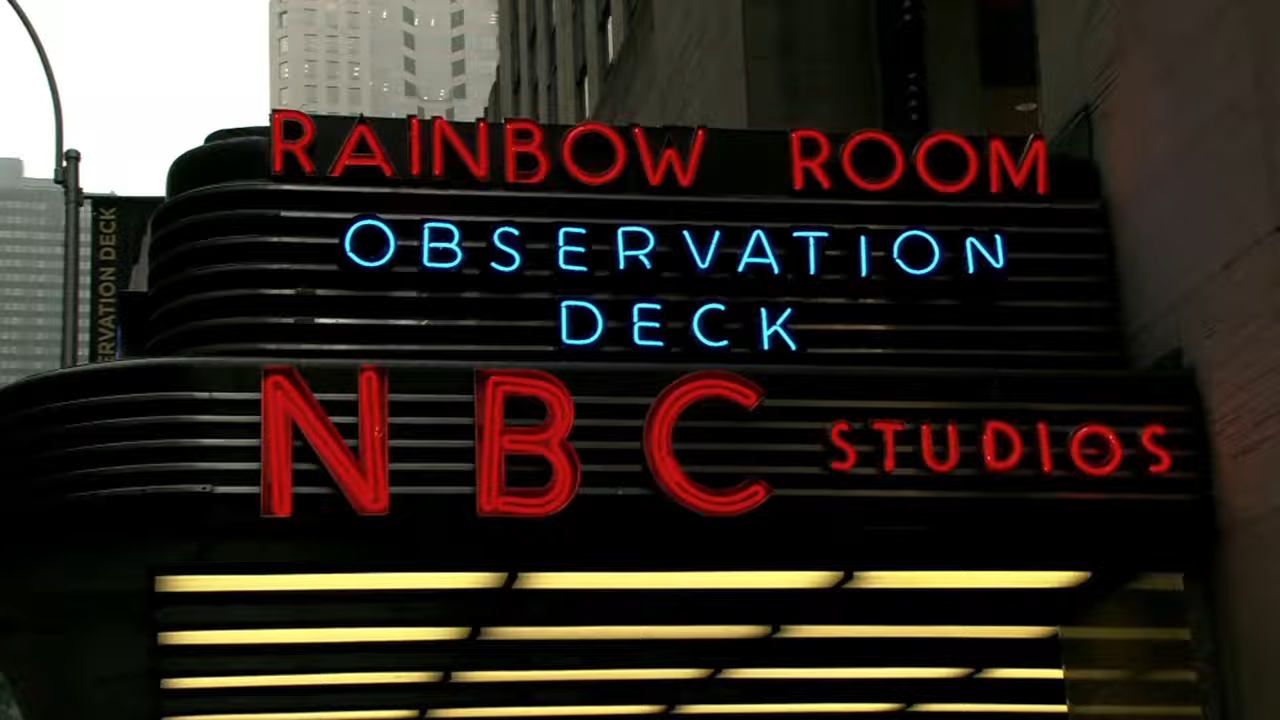 RAINBOW ROOM
OBSERVATION
DECK
NBC STUDIOS
ERVATION DECK